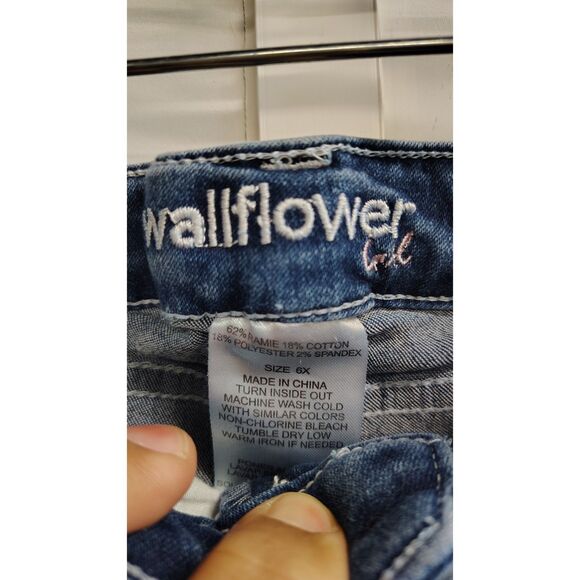 wallflower
girl
62% RAMIE 18% COTTON
18% POLYESTER 2% SPANDEX
SIZE 6X
MADE IN CHINA
TURN INSIDE OUT
MACHINE WASH COLD
WITH SIMILAR COLORS
NON-CHLORINE BLEACH
TUMBLE DRY LOW
WARM IRON IF NEEDED